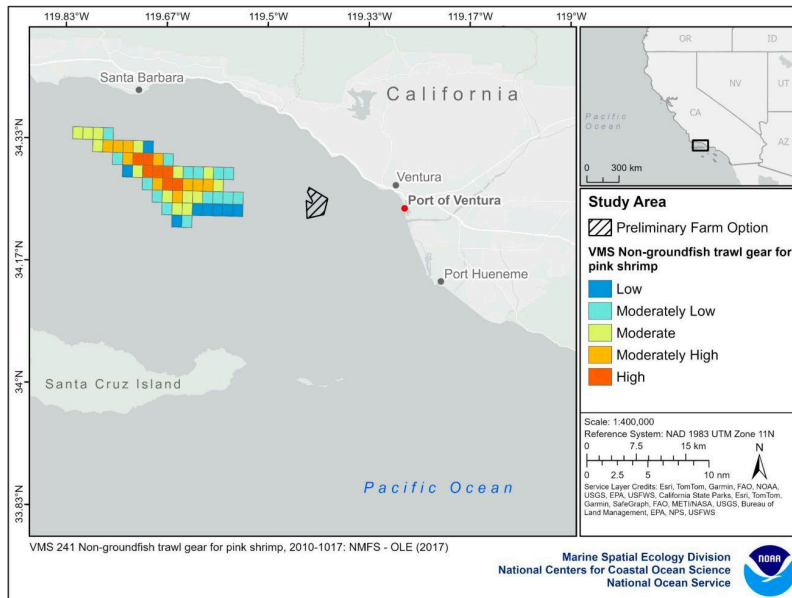 119.83°W 119.67°W 119.5°W 119.33°W 119.17°W 119°W
34.33°N
34.17°N
34°N
33.83°N
Santa Barbara
California
Ventura
Port of Ventura
Port Hueneme
Santa Cruz Island
Pacific Ocean
OR ID
NV UT
CA
AZ
Pacific
Ocean
0 300 km
Study Area
Preliminary Farm Option
VMS Non-groundfish trawl gear for
pink shrimp
Low
Moderately Low
Moderate
Moderately High
High
Scale: 1:400,000
Reference System: NAD 1983 UTM Zone 11N
0 7.5 15 km
N
0 2.5 5 10 nm
Service Layer Credits: Esri, TomTom, Garmin, FAO, NOAA,
USGS, EPA, USFWS, California State Parks, Esri, TomTom,
Garmin, SafeGraph, FAO, METI/NASA, USGS, Bureau of
Land Management, EPA, NPS, USFWS
VMS 241 Non-groundfish trawl gear for pink shrimp, 2010-1017: NMFS - OLE (2017)
Marine Spatial Ecology Division
National Centers for Coastal Ocean Science
National Ocean Service
NOAA